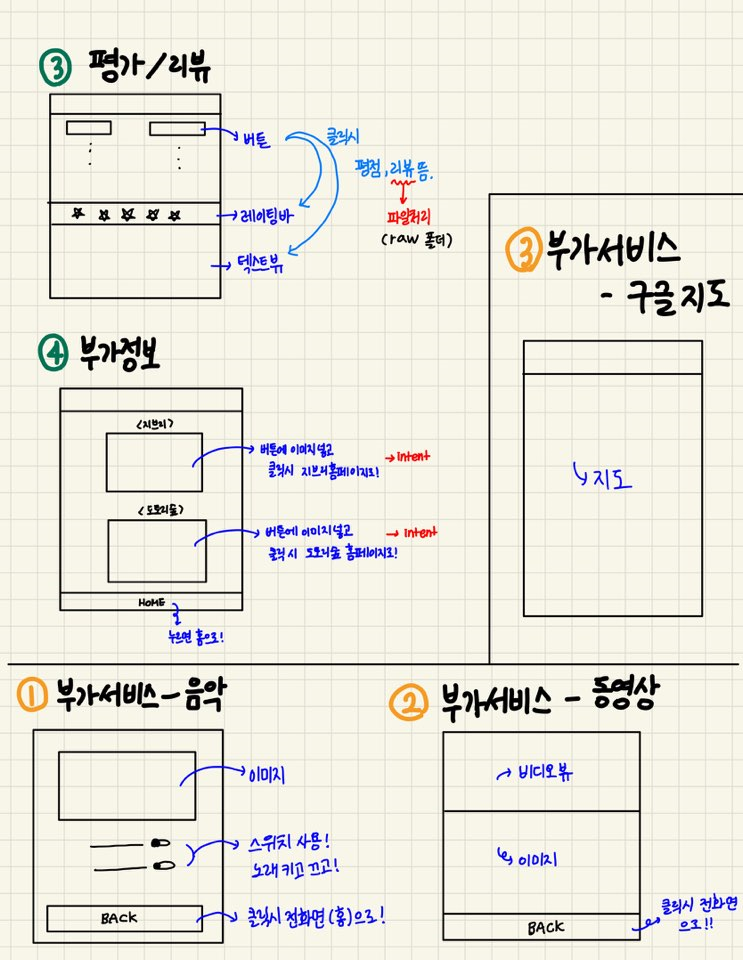 ③ 평가/리뷰
버튼
클릭시
평점, 리뷰 뜸.
파일처리
(raw 폴더)
레이팅바
텍스트뷰
③ 부가서비스
- 구글 지도
지도
④ 부가정보
<지브리>
버튼에 이미지 넣고
클릭시 지브리 홈페이지로!
→ intent
<도토리숲>
버튼에 이미지 넣고
클릭시 도토리숲 홈페이지로!
→ intent
HOME
누르면 홈으로!
① 부가서비스 - 음악
이미지
스위치 사용!
노래 키고 끄고!
BACK
클릭시 전화면(홈)으로!
② 부가서비스 - 동영상
비디오뷰
이미지
BACK
클릭시 전화면
으로!!